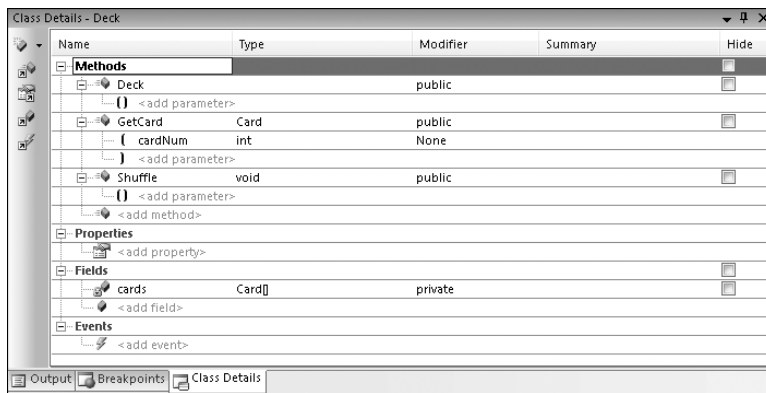 Class Details - Deck
Name Type Modifier Summary Hide
Methods
Deck public
() <add parameter>
GetCard Card public
( cardNum int None
) <add parameter>
Shuffle void public
() <add parameter>
<add method>
Properties
<add property>
Fields
cards Card[] private
<add field>
Events
<add event>
Output Breakpoints Class Details